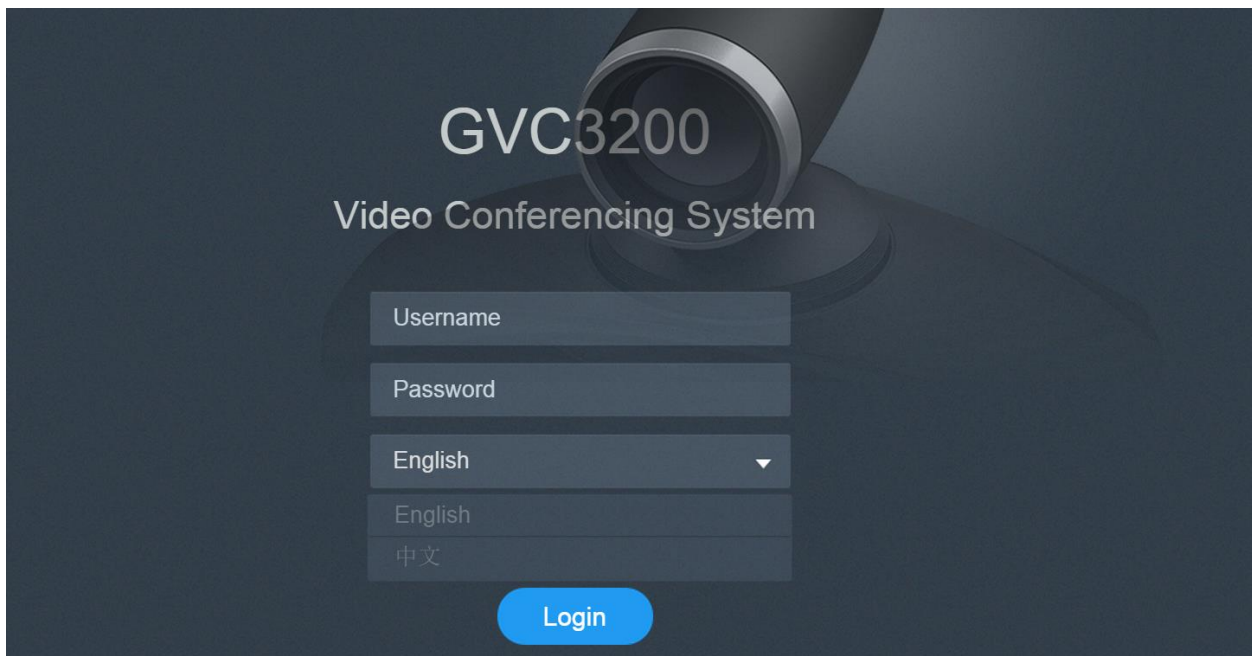 GVC3200
Video Conferencing System
Username
Password
English
English
中文
Login